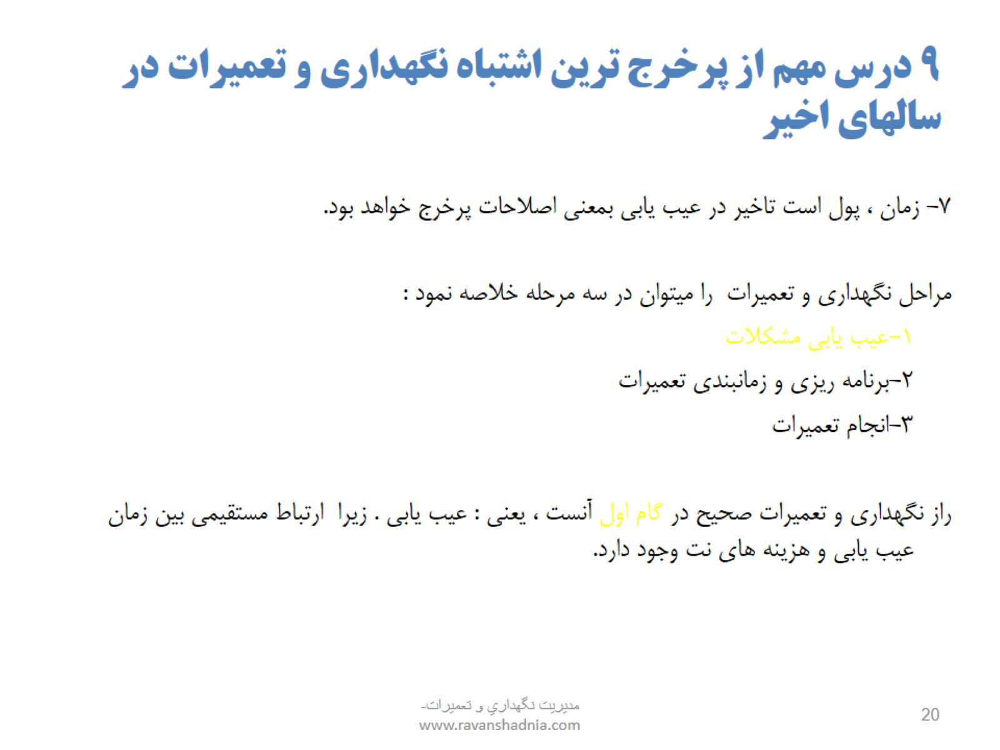 ۹ درس مهم از پرخرج ترین اشتباه نگهداری و تعمیرات در
سالهای اخیر
۷- زمان ، پول است تاخیر در عیب یابی بمعنی اصلاحات پرخرج خواهد بود.
مراحل نگهداری و تعمیرات را میتوان در سه مرحله خلاصه نمود :
۱-عیب یابی مشکلات
۲-برنامه ریزی و زمانبندی تعمیرات
۳-انجام تعمیرات
راز نگهداری و تعمیرات صحیح در گام اول آنست ، یعنی : عیب یابی . زیرا ارتباط مستقیمی بین زمان
عیب یابی و هزینه های نت وجود دارد.
مدیریت نگهداري و تعمیرات-
www.ravanshadnia.com
20